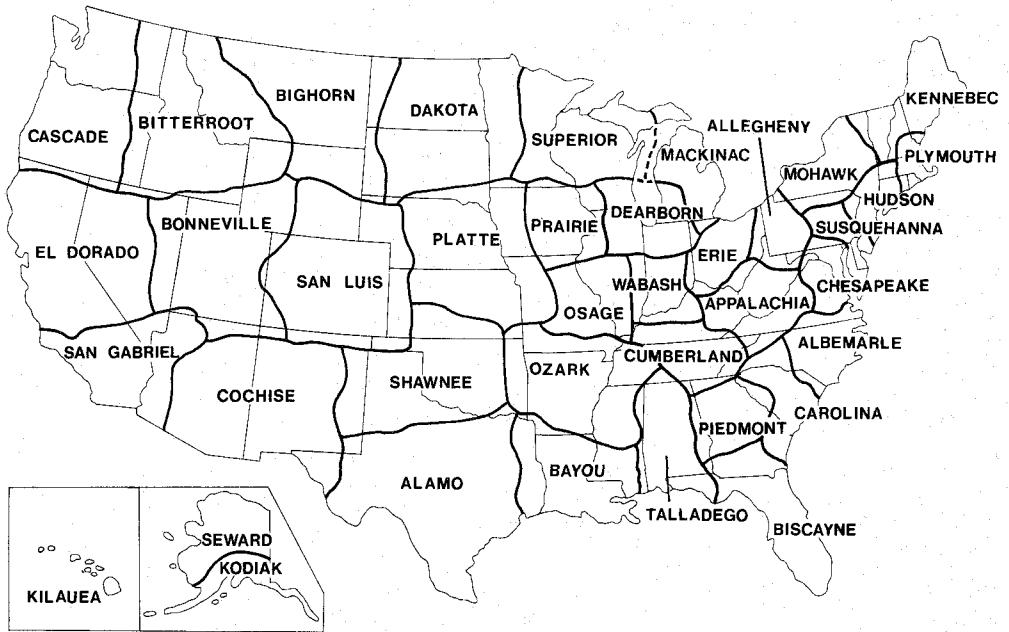 KENNEBEC
BIGHORN
DAKOTA
BITTERROOT
ALLEGHENY
CASCADE
SUPERIOR
MACKINAC
PLYMOUTH
MOHAWK
HUDSON
DEARBORN
BONNEVILLE
PRAIRIE
SUSQUEHANNA
PLATTE
EL DORADO
ERIE
SAN LUIS
WABASH
CHESAPEAKE
APPALACHIA
OSAGE
ALBEMARLE
SAN GABRIEL
CUMBERLAND
OZARK
SHAWNEE
COCHISE
CAROLINA
PIEDMONT
BAYOU
ALAMO
TALLADEGO
BISCAYNE
SEWARD
KODIAK
KILAUEA